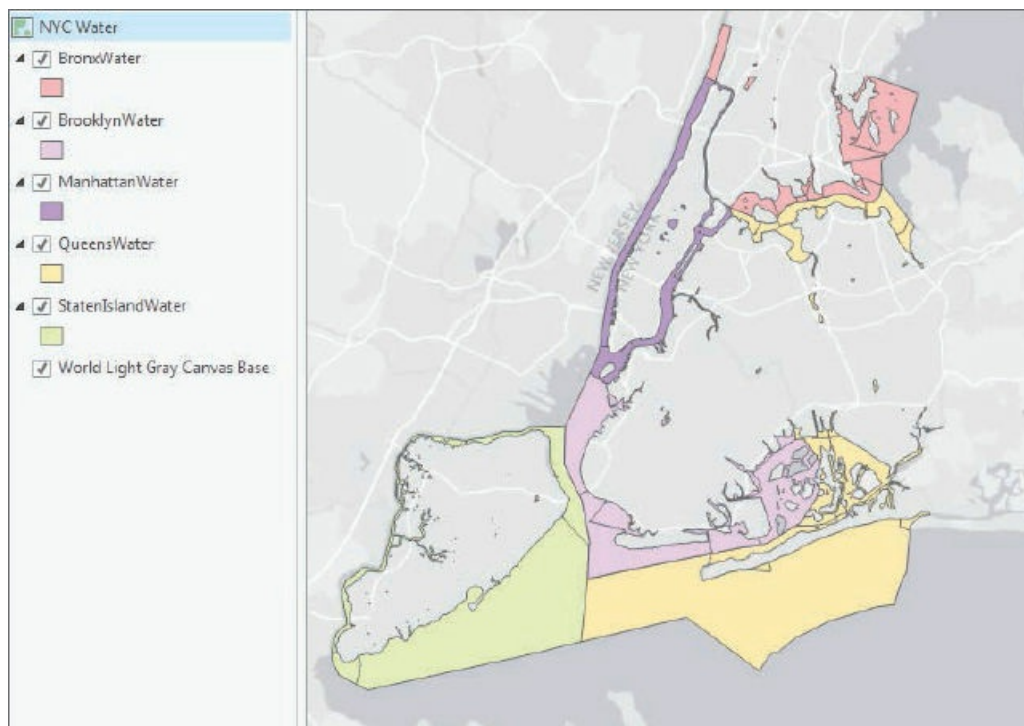 NYC Water
BronxWater
BrooklynWater
ManhattanWater
QueensWater
StatenIslandWater
World Light Gray Canvas Base
NEW JERSEY
NEW YORK